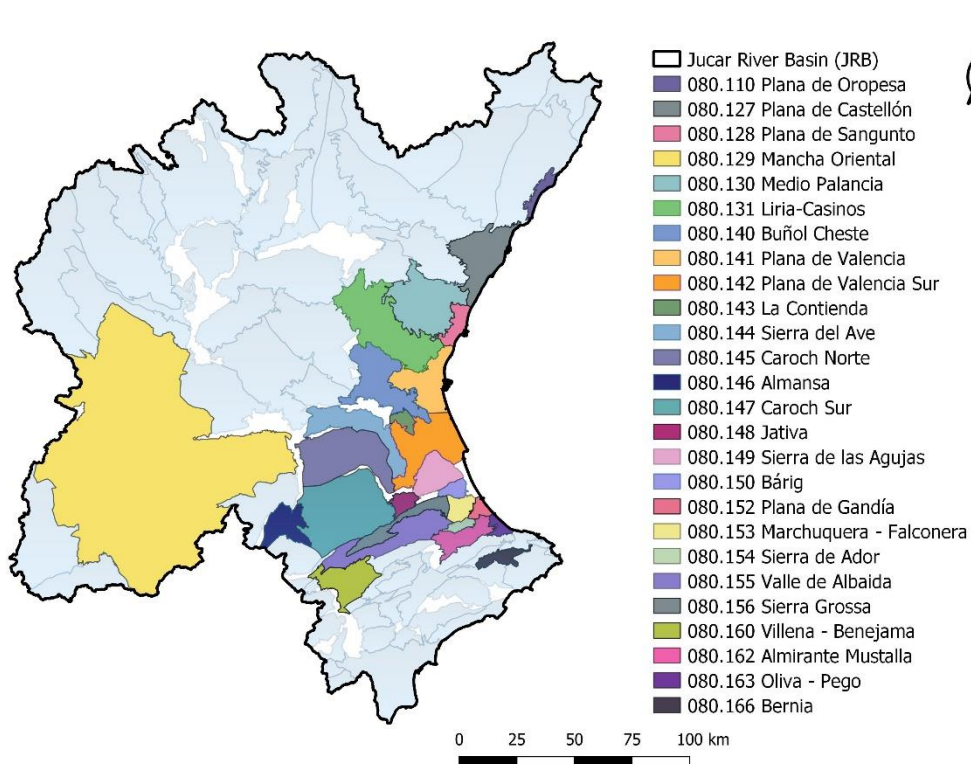 Jucar River Basin (JRB)
080.110 Plana de Oropesa
080.127 Plana de Castellón
080.128 Plana de Sangunto
080.129 Mancha Oriental
080.130 Medio Palancia
080.131 Liria-Casinos
080.140 Buñol Cheste
080.141 Plana de Valencia
080.142 Plana de Valencia Sur
080.143 La Contienda
080.144 Sierra del Ave
080.145 Caroch Norte
080.146 Almansa
080.147 Caroch Sur
080.148 Jativa
080.149 Sierra de las Agujas
080.150 Bárig
080.152 Plana de Gandía
080.153 Marchuquera - Falconera
080.154 Sierra de Ador
080.155 Valle de Albaida
080.156 Sierra Grossa
080.160 Villena - Benejama
080.162 Almirante Mustalla
080.163 Oliva - Pego
080.166 Bernia
0 25 50 75 100 km